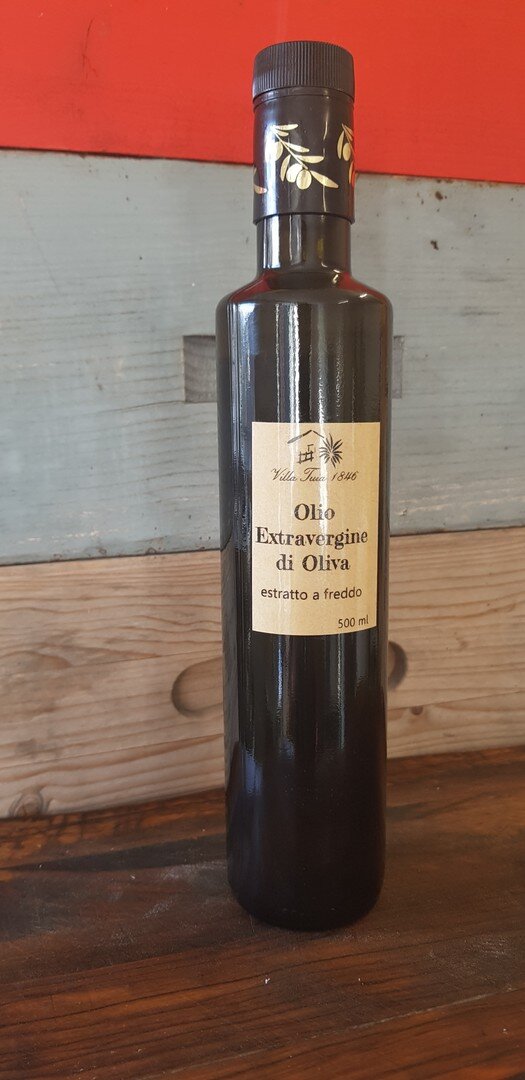 Villa Tuia 1846
Olio
Extravergine
di Oliva
estratto a freddo
500 ml